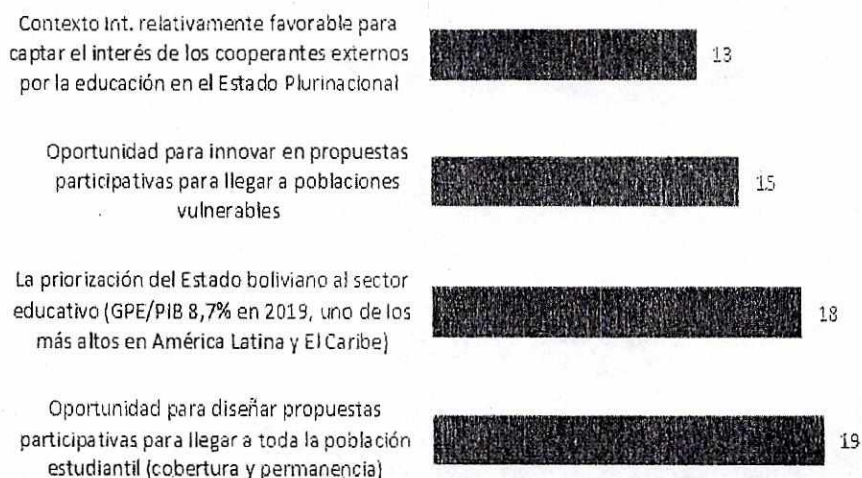 Contexto Int. relativamente favorable para
captar el interés de los cooperantes externos
por la educación en el Estado Plurinacional
13
Oportunidad para innovar en propuestas
participativas para llegar a poblaciones
vulnerables
15
La priorización del Estado boliviano al sector
educativo (GPE/PIB 8,7% en 2019, uno de los
más altos en América Latina y El Caribe)
18
Oportunidad para diseñar propuestas
participativas para llegar a toda la población
estudiantil (cobertura y permanencia)
19